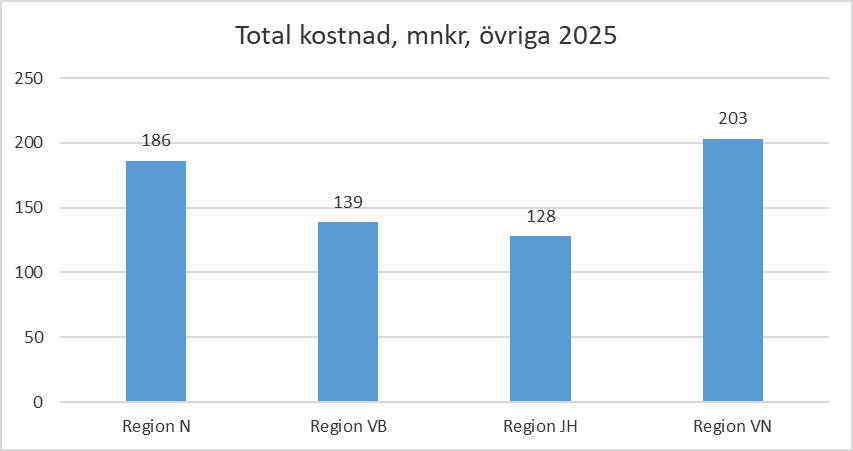 Total kostnad, mnkr, övriga 2025
250
200
150
100
50
0
186
139
128
203
Region N
Region VB
Region JH
Region VN